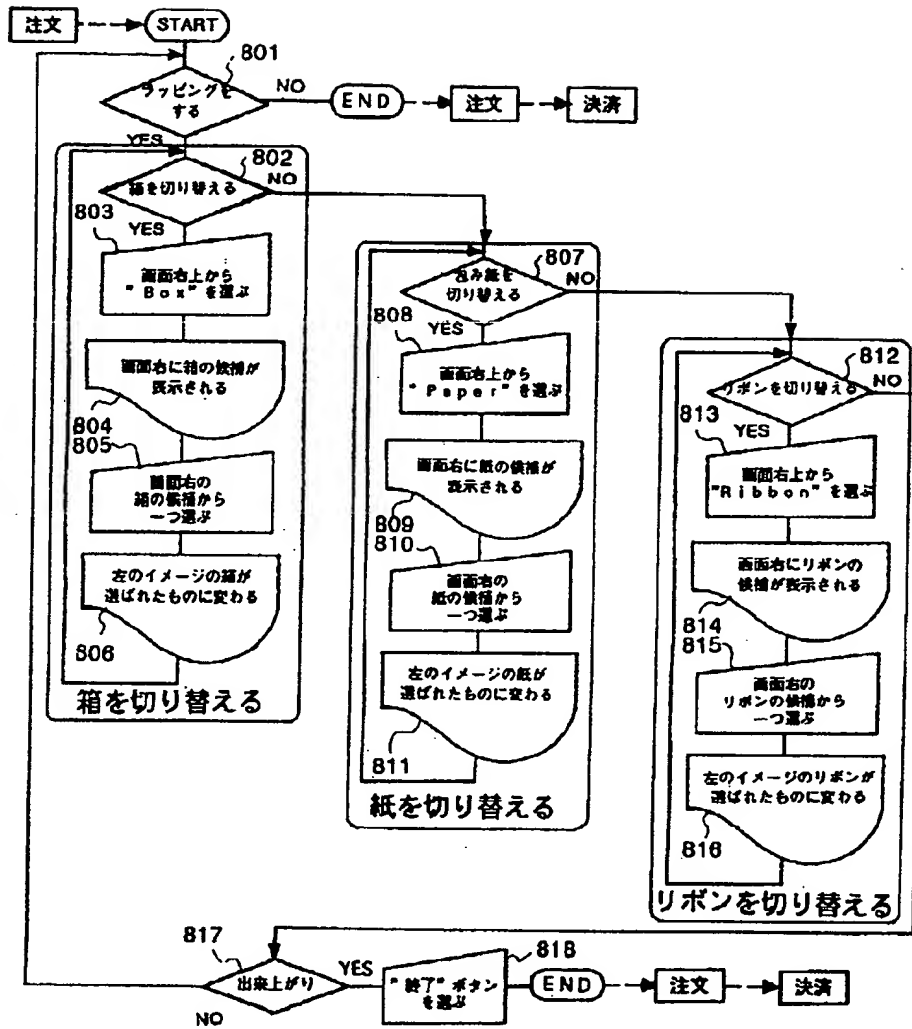 注文
START
801
ラッピングを
する
NO
END
注文
決済
YES
802
箱を切り替える
NO
803
YES
画面右上から
"Box"を選ぶ
画面右に箱の候補が
表示される
804
805
画面右の
箱の候補から
一つ選ぶ
左のイメージの箱が
選ばれたものに変わる
806
箱を切り替える
807
包み紙を
切り替える
NO
808
YES
画面右上から
"Paper"を選ぶ
画面右に紙の候補が
表示される
809
810
画面右の
紙の候補から
一つ選ぶ
左のイメージの紙が
選ばれたものに変わる
811
紙を切り替える
812
リボンを切り替える
NO
813
YES
画面右上から
"Ribbon"を選ぶ
画面右にリボンの
候補が表示される
814
815
画面右の
リボンの候補から
一つ選ぶ
左のイメージのリボンが
選ばれたものに変わる
816
リボンを切り替える
817
出来上がり
YES
NO
818
"終了"ボタン
を選ぶ
END
注文
決済